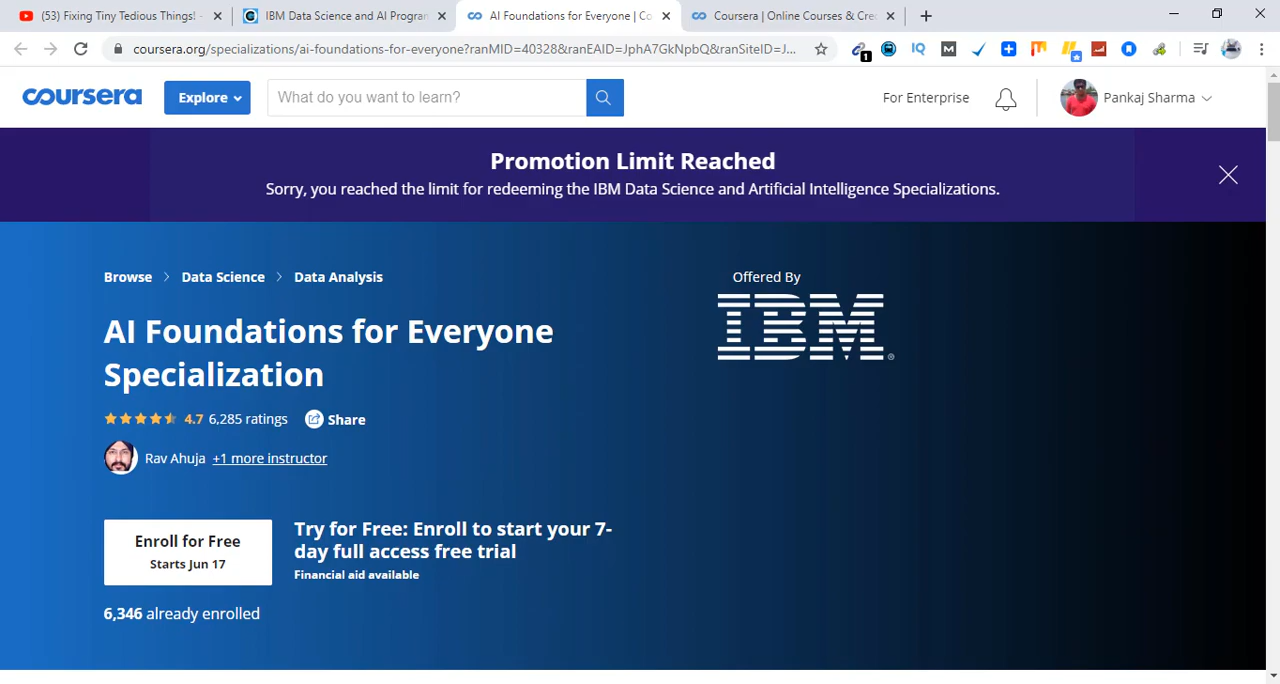 (53) Fixing Tiny Tedious Things! -
IBM Data Science and AI Program
AI Foundations for Everyone | Co
Coursera | Online Courses & Cre
coursera.org/specializations/ai-foundations-for-everyone?ranMID=40328&ranEAID=JphA7GkNpbQ&ranSiteID=J...
1
IQ
M
coursera
Explore
What do you want to learn?
For Enterprise
Pankaj Sharma
Promotion Limit Reached
Sorry, you reached the limit for redeeming the IBM Data Science and Artificial Intelligence Specializations.
Browse > Data Science > Data Analysis
Offered By
IBM®
AI Foundations for Everyone
Specialization
4.7 6,285 ratings
Share
Rav Ahuja +1 more instructor
Enroll for Free
Starts Jun 17
Try for Free: Enroll to start your 7-
day full access free trial
Financial aid available
6,346 already enrolled